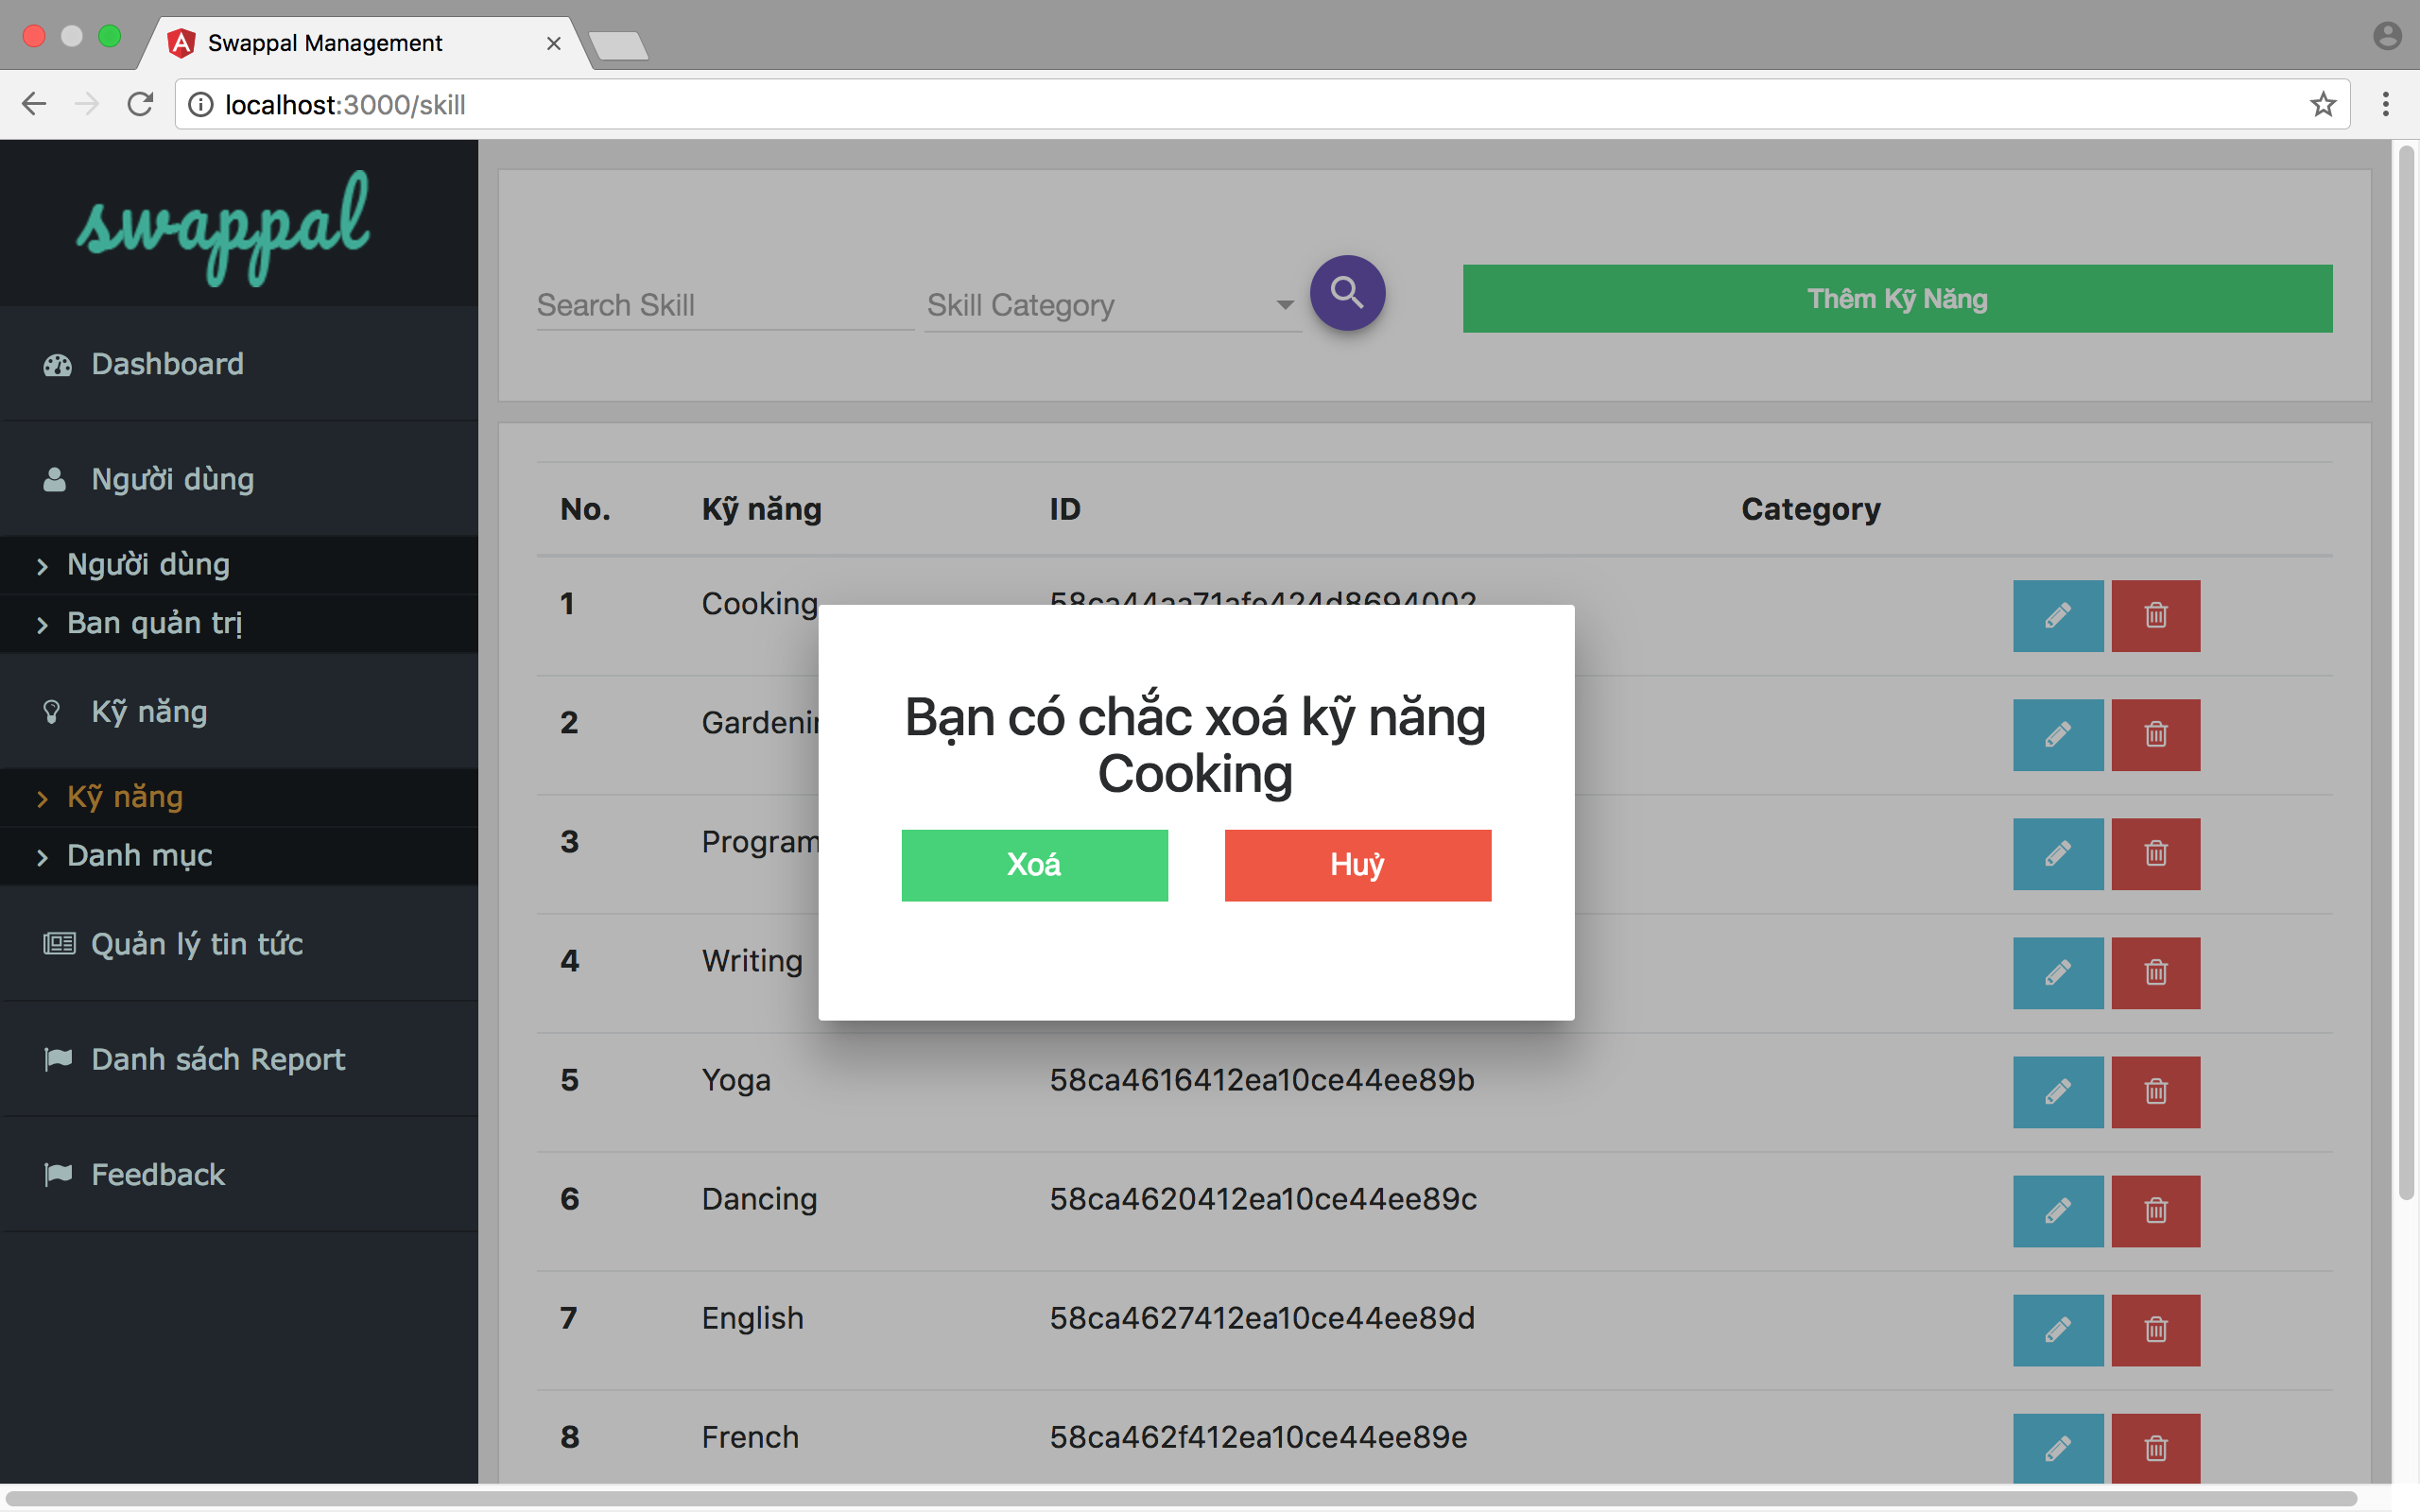 Swappal Management
localhost:3000/skill
swappal
Search Skill
Skill Category
Thêm Kỹ Năng
Dashboard
Người dùng
Người dùng
Ban quản trị
Kỹ năng
Kỹ năng
Danh mục
Quản lý tin tức
Danh sách Report
Feedback
No. Kỹ năng ID Category
1 Cooking 58ca44aa71afe424d8694002
2
3
4 Writing
5 Yoga 58ca4616412ea10ce44ee89b
6 Dancing 58ca4620412ea10ce44ee89c
7 English 58ca4627412ea10ce44ee89d
8 French 58ca462f412ea10ce44ee89e
Bạn có chắc xoá kỹ năng
Cooking
Xoá Huỷ